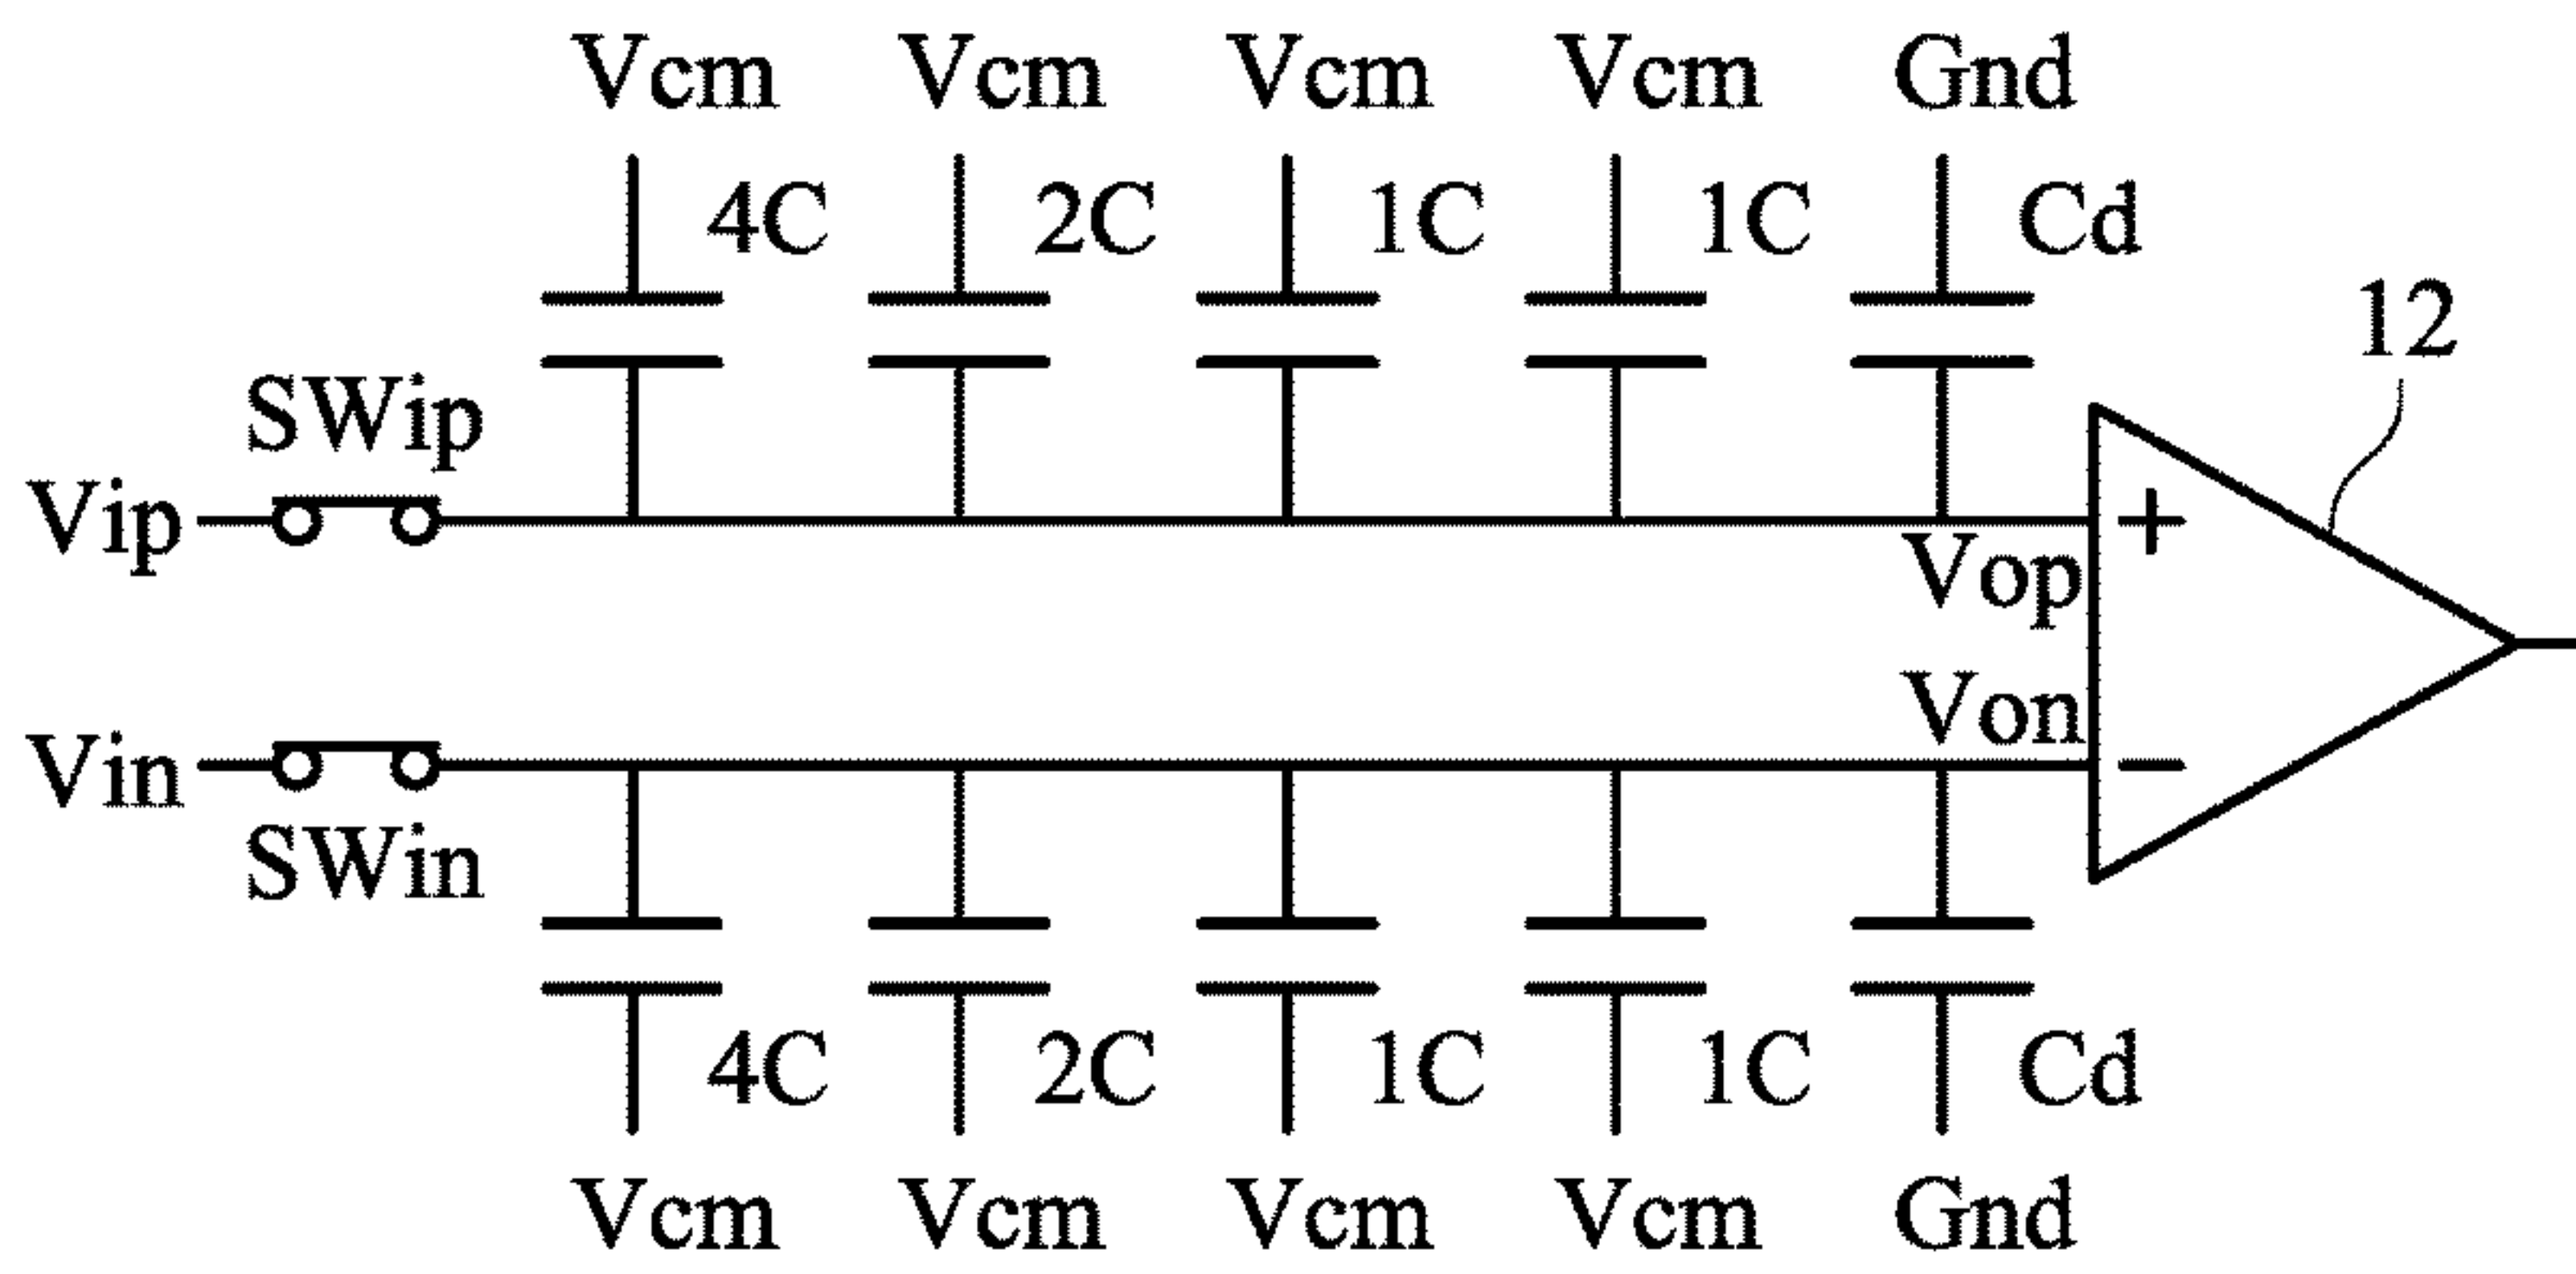 Vcm Vcm Vcm Vcm Gnd
4C 2C 1C 1C Cd
12
SWip
Vip
+
Vop
Von
Vin
−
SWin
4C 2C 1C 1C Cd
Vcm Vcm Vcm Vcm Gnd